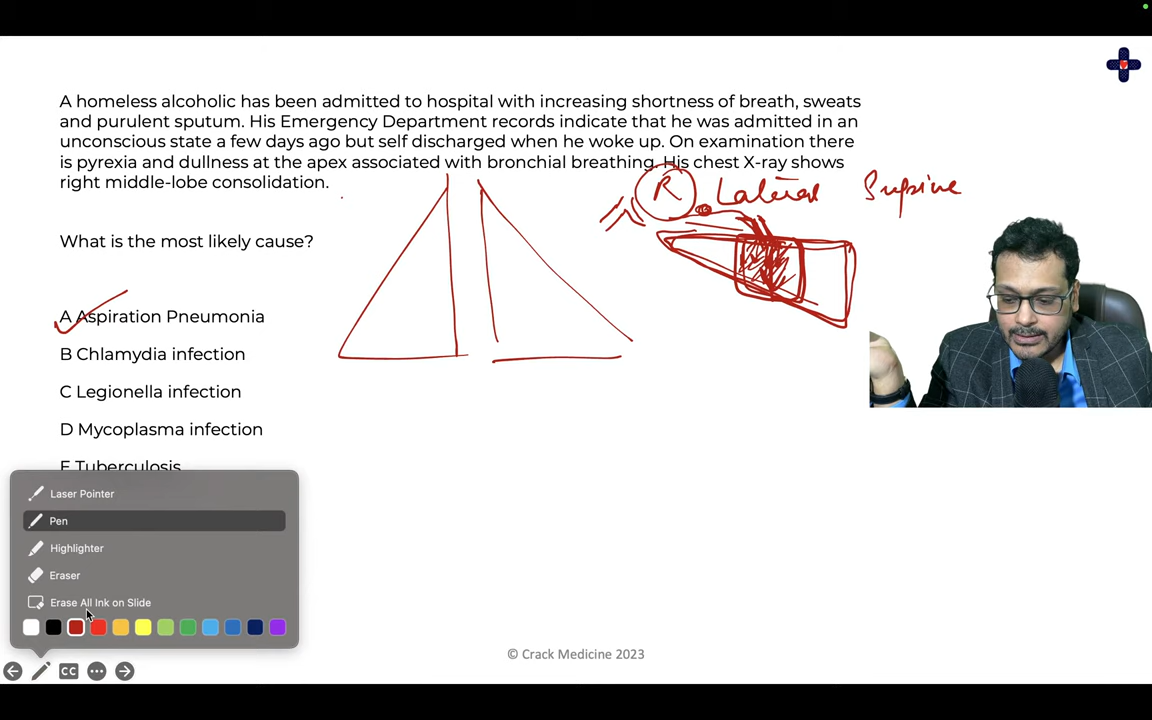 A homeless alcoholic has been admitted to hospital with increasing shortness of breath, sweats
and purulent sputum. His Emergency Department records indicate that he was admitted in an
unconscious state a few days ago but self discharged when he woke up. On examination there
is pyrexia and dullness at the apex associated with bronchial breathing. His chest X-ray shows
right middle-lobe consolidation.
R Lateral Supine
What is the most likely cause?
A Aspiration Pneumonia
B Chlamydia infection
C Legionella infection
D Mycoplasma infection
E Tuberculosis
Laser Pointer
Pen
Highlighter
Eraser
Erase All Ink on Slide
CC
© Crack Medicine 2023